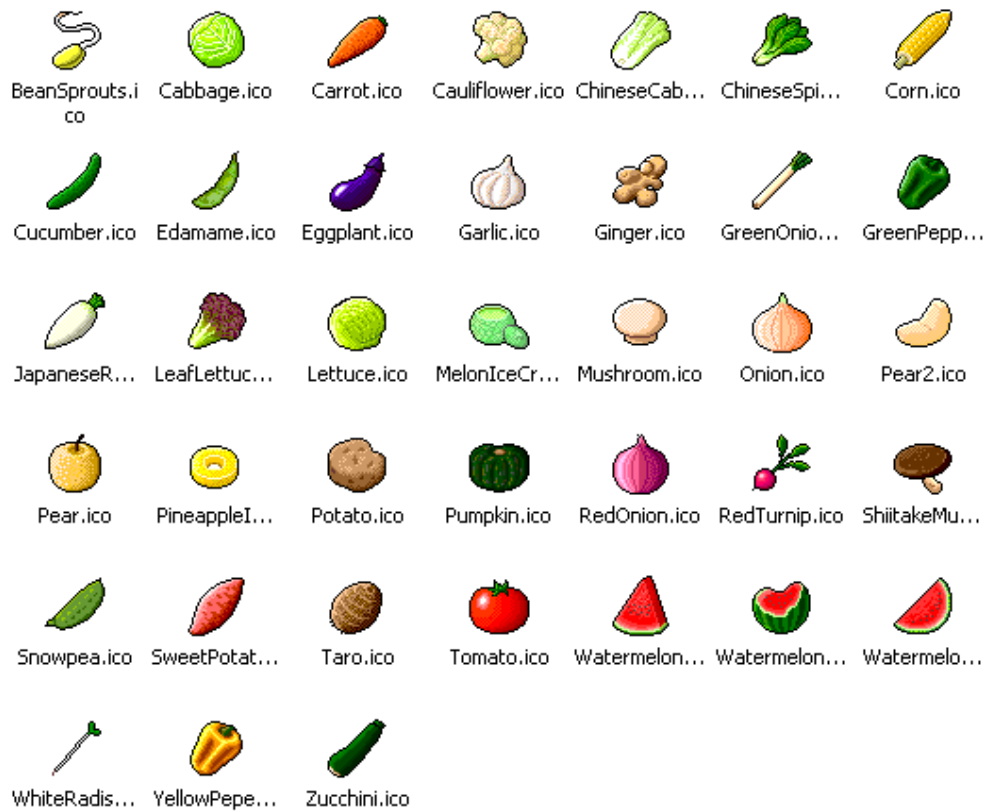 BeanSprouts.i
co
Cabbage.ico
Carrot.ico
Cauliflower.ico
ChineseCab...
ChineseSpi...
Corn.ico
Cucumber.ico
Edamame.ico
Eggplant.ico
Garlic.ico
Ginger.ico
GreenOnio...
GreenPepp...
JapaneseR...
LeafLettuc...
Lettuce.ico
MelonIceCr...
Mushroom.ico
Onion.ico
Pear2.ico
Pear.ico
PineappleI...
Potato.ico
Pumpkin.ico
RedOnion.ico
RedTurnip.ico
ShiitakeMu...
Snowpea.ico
SweetPotat...
Taro.ico
Tomato.ico
Watermelon...
Watermelon...
Watermelo...
WhiteRadis...
YellowPepe...
Zucchini.ico